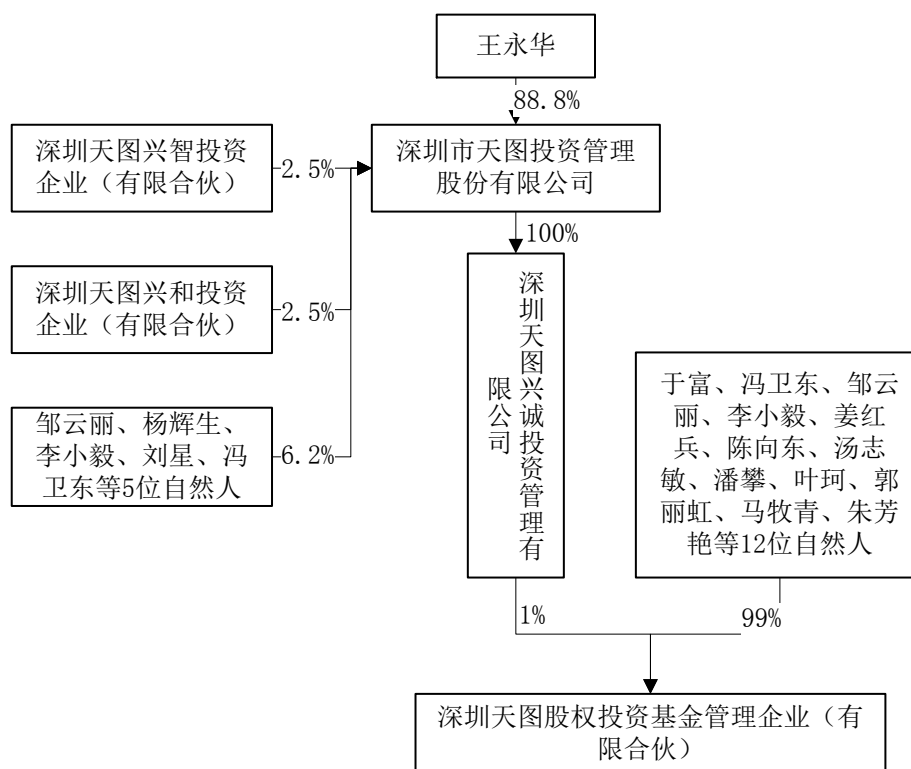 王永华
88.8%
深圳天图兴智投资
企业（有限合伙）
2.5%
深圳市天图投资管理
股份有限公司
100%
深圳天图兴和投资
企业（有限合伙）
2.5%
深圳天图兴诚投资管理有
限公司
邹云丽、杨辉生、
李小毅、刘星、冯
卫东等5位自然人
6.2%
于富、冯卫东、邹云
丽、李小毅、姜红
兵、陈向东、汤志
敏、潘攀、叶珂、郭
丽虹、马牧青、朱芳
艳等12位自然人
1%
99%
深圳天图股权投资基金管理企业（有
限合伙）